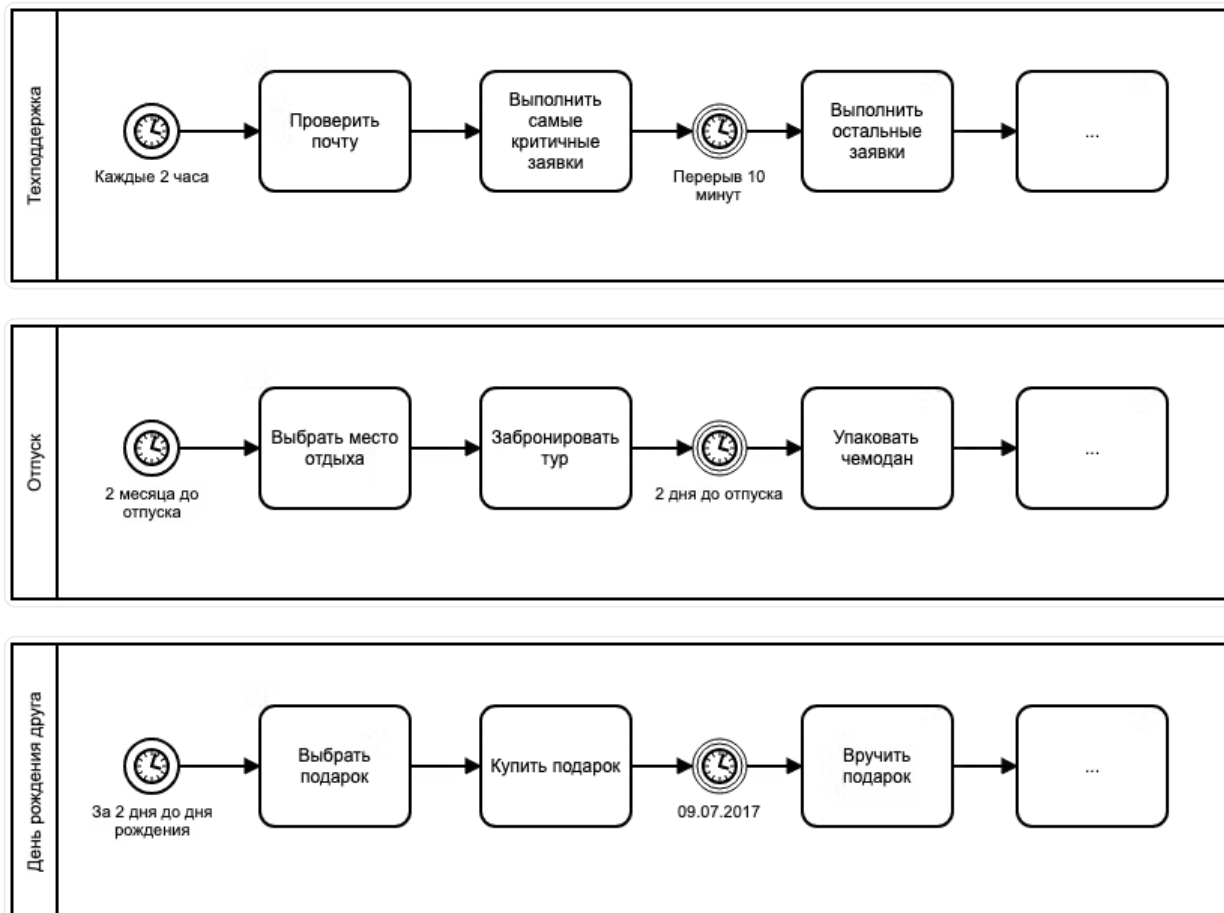 Техподдержка
Каждые 2 часа
Проверить
почту
Выполнить
самые
критичные
заявки
Перерыв 10
минут
Выполнить
остальные
заявки
...
Отпуск
2 месяца до
отпуска
Выбрать место
отдыха
Забронировать
тур
2 дня до отпуска
Упаковать
чемодан
...
День рождения друга
За 2 дня до дня
рождения
Выбрать
подарок
Купить подарок
09.07.2017
Вручить
подарок
...